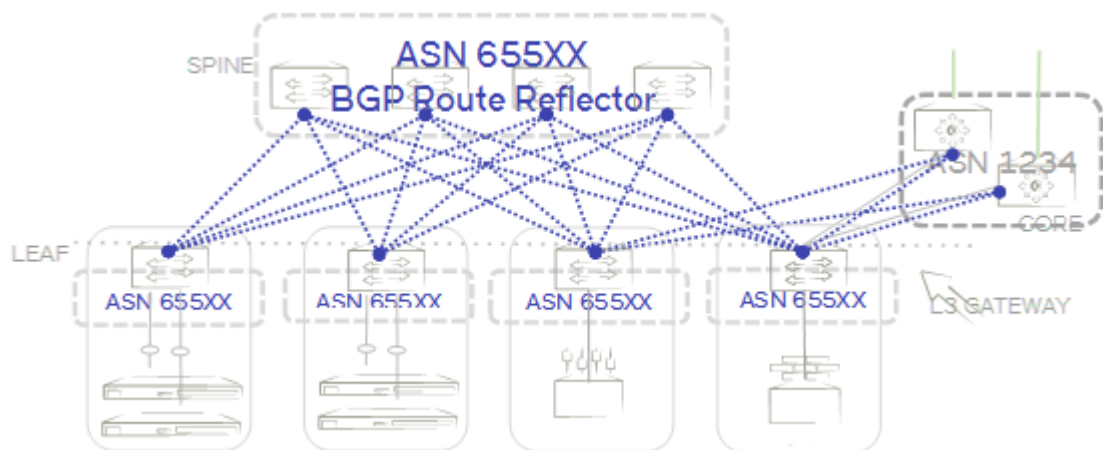 ASN 655XX
SPINE
BGP Route Reflector
ASN 1234
CORE
LEAF
ASN 655XX
ASN 655XX
ASN 655XX
ASN 655XX
L3 GATEWAY